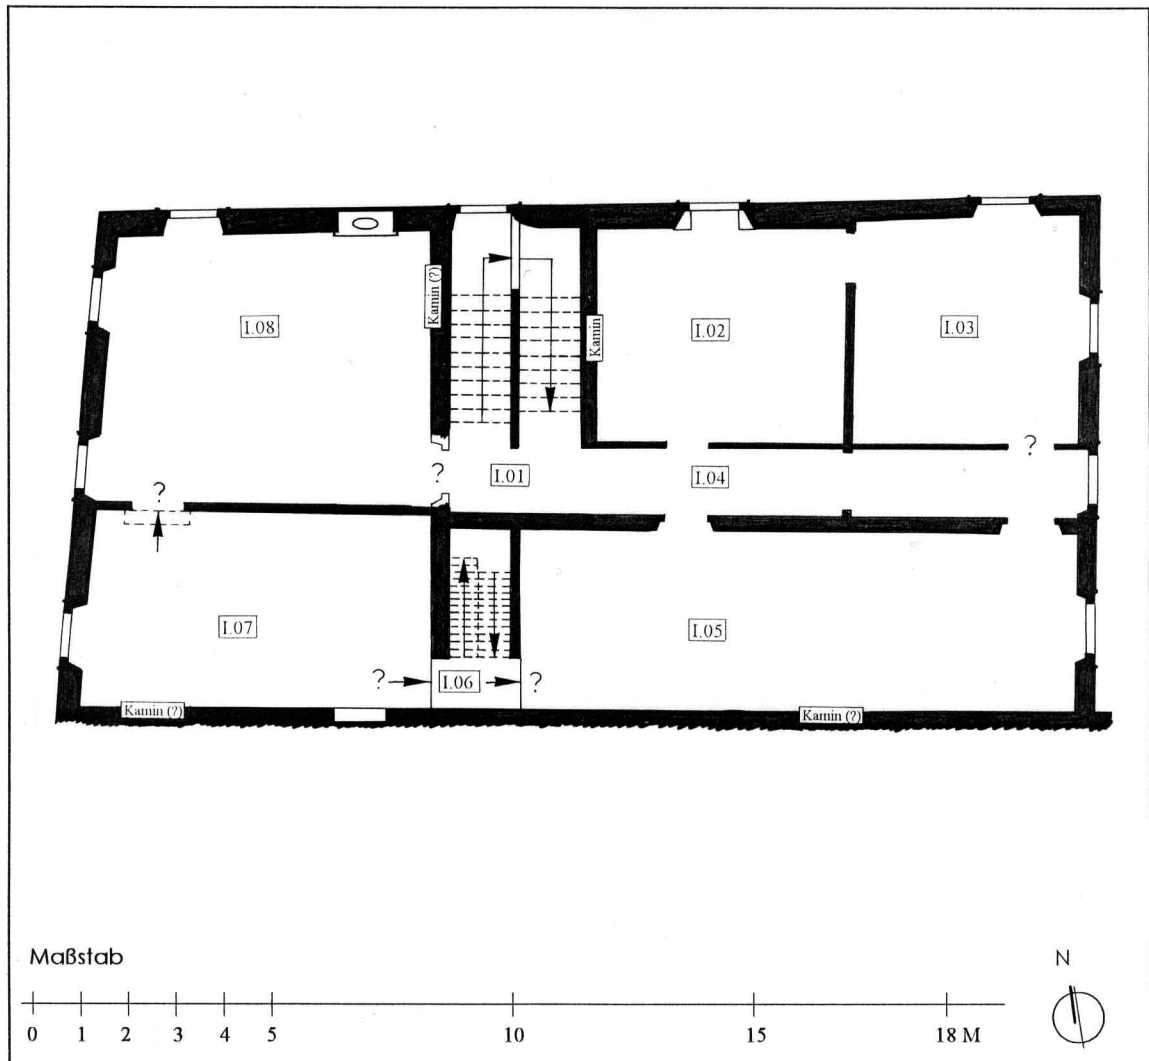 Kamin (?)
I.08
Kamin
I.02
I.03
?
?
I.01
I.04
?
I.07
I.05
?
I.06
?
Kamin (?)
Kamin (?)
Maßstab
N
0 1 2 3 4 5 10 15 18 M